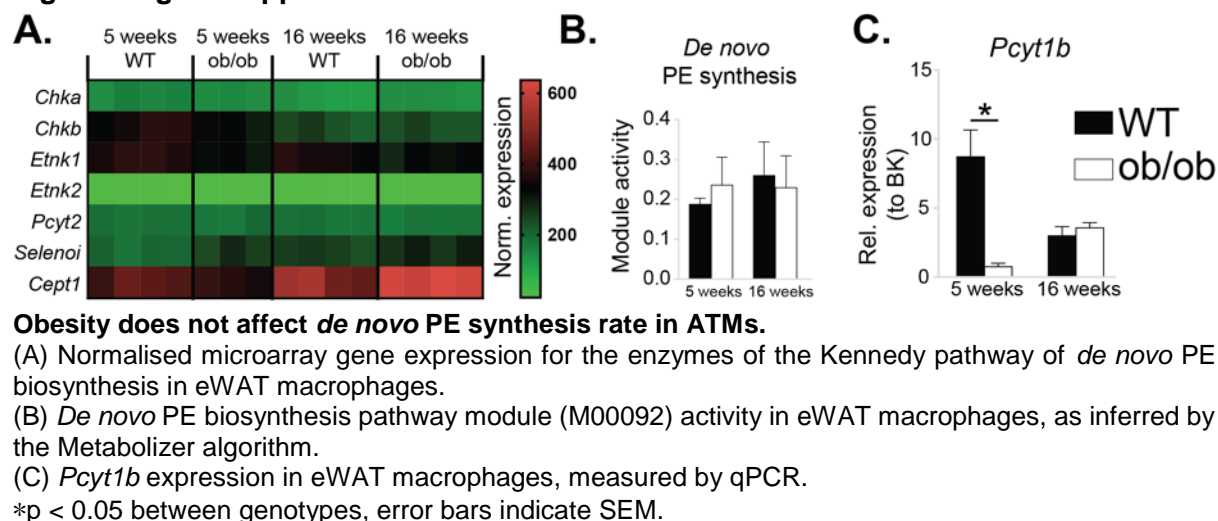 A.
5 weeks WT
5 weeks ob/ob
16 weeks WT
16 weeks ob/ob
Chka
Chkb
Etnk1
Etnk2
Pcyt2
Selenoi
Cept1
Norm. expression
600
400
200
B.
De novo
PE synthesis
Module activity
0.4
0.3
0.2
0.1
0.0
5 weeks 16 weeks
C.
Pcyt1b
Rel. expression
(to BK)
15
10
5
0
*
5 weeks 16 weeks
WT
ob/ob
Obesity does not affect de novo PE synthesis rate in ATMs.
(A) Normalised microarray gene expression for the enzymes of the Kennedy pathway of de novo PE
biosynthesis in eWAT macrophages.
(B) De novo PE biosynthesis pathway module (M00092) activity in eWAT macrophages, as inferred by
the Metabolizer algorithm.
(C) Pcyt1b expression in eWAT macrophages, measured by qPCR.
*p < 0.05 between genotypes, error bars indicate SEM.